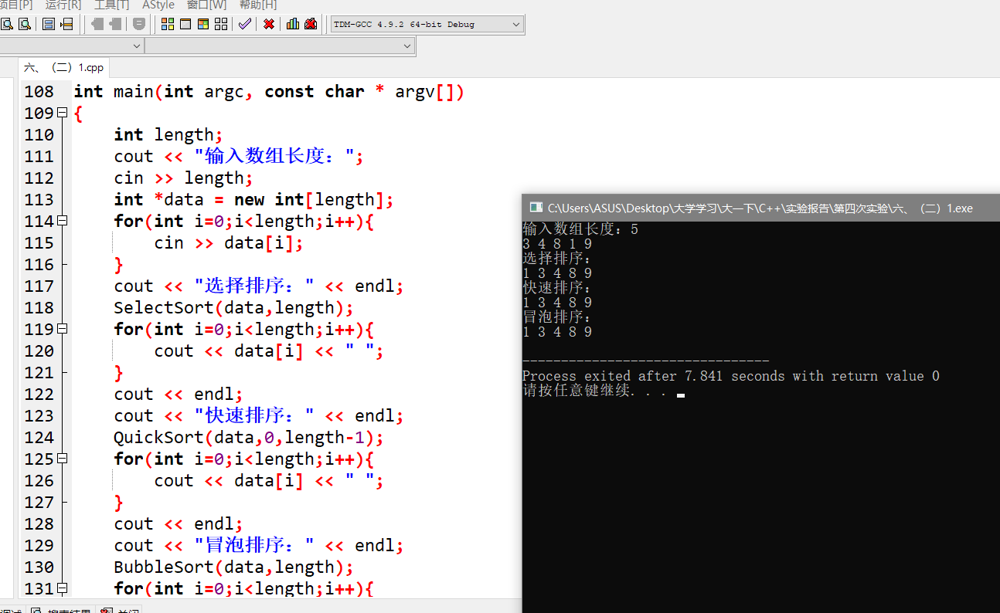 项目[P] 运行[R] 工具[T] AStyle 窗口[W] 帮助[H]
TDM-GCC 4.9.2 64-bit Debug
六、（二）1.cpp
108 int main(int argc, const char * argv[])
109 {
110 int length;
111 cout << "输入数组长度：";
112 cin >> length;
113 int *data = new int[length];
114 for(int i=0;i<length;i++){
115 cin >> data[i];
116 }
117 cout << "选择排序：" << endl;
118 SelectSort(data,length);
119 for(int i=0;i<length;i++){
120 cout << data[i] << " ";
121 }
122 cout << endl;
123 cout << "快速排序：" << endl;
124 QuickSort(data,0,length-1);
125 for(int i=0;i<length;i++){
126 cout << data[i] << " ";
127 }
128 cout << endl;
129 cout << "冒泡排序：" << endl;
130 BubbleSort(data,length);
131 for(int i=0;i<length;i++){
C:\Users\ASUS\Desktop\大学学习\大一下\C++\实验报告\第四次实验\六、（二）1.exe
输入数组长度：5
3 4 8 1 9
选择排序：
1 3 4 8 9
快速排序：
1 3 4 8 9
冒泡排序：
1 3 4 8 9
--------------------------------
Process exited after 7.841 seconds with return value 0
请按任意键继续. . .
调试 搜索结果 关闭